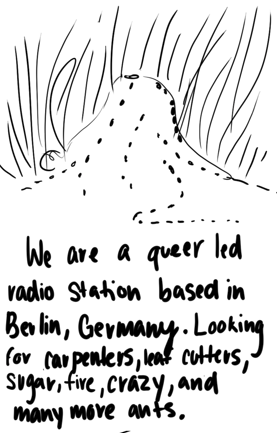 We are a queer led
radio station based in
Berlin, Germany. Looking
for carpenters, leaf cutters,
sugar, fire, crazy, and
many more ants.